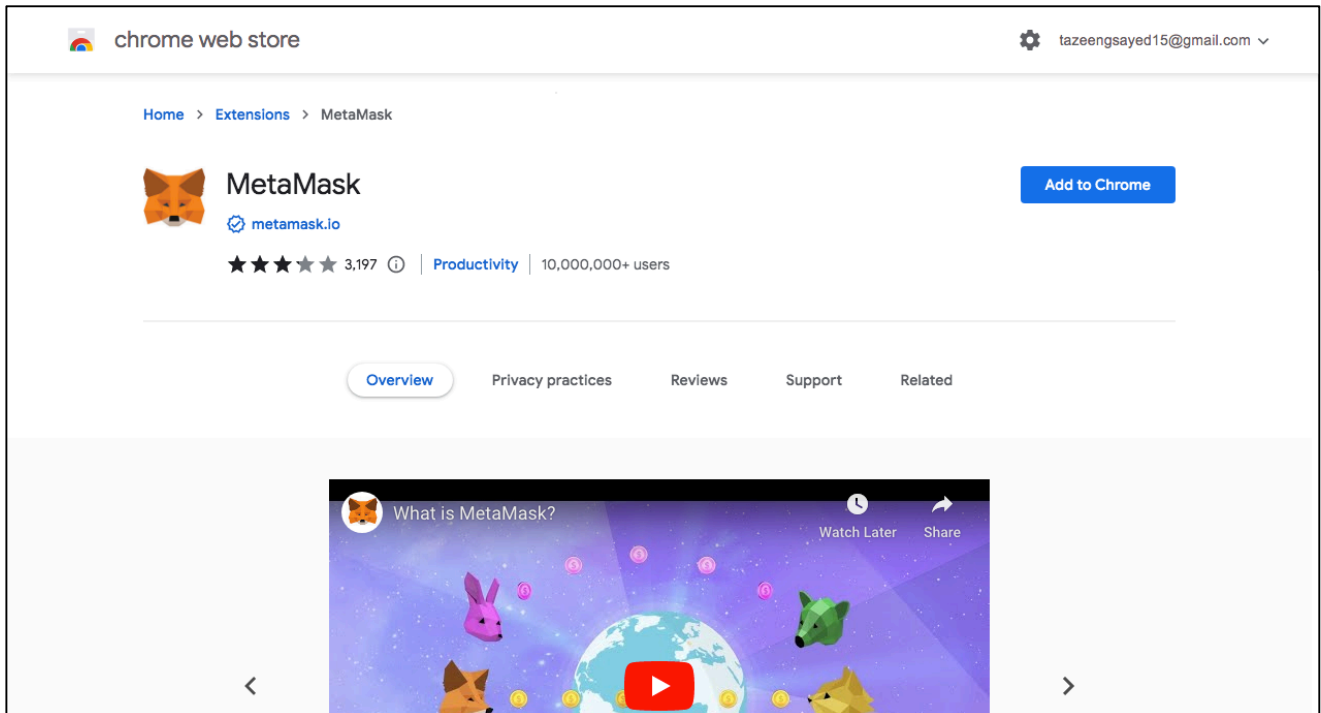 chrome web store
tazeengsayed15@gmail.com
Home > Extensions > MetaMask
MetaMask
Add to Chrome
metamask.io
3,197 | Productivity | 10,000,000+ users
Overview Privacy practices Reviews Support Related
What is MetaMask?
Watch Later Share